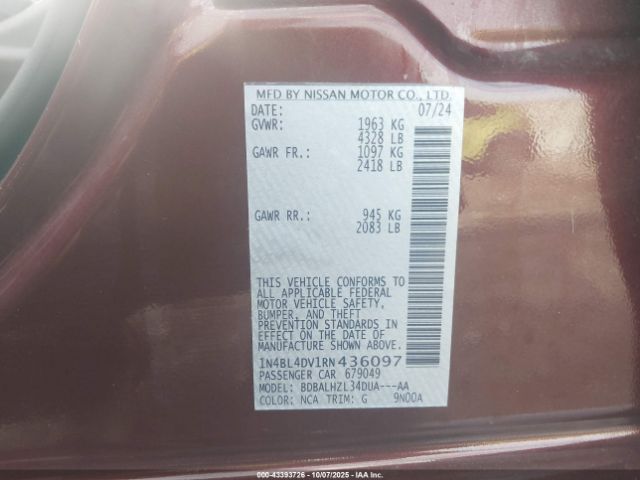 MFD BY NISSAN MOTOR CO., LTD.
DATE: 07/24
GVWR: 1963 KG
4328 LB
GAWR FR.: 1097 KG
2418 LB
GAWR RR.: 945 KG
2083 LB
THIS VEHICLE CONFORMS TO
ALL APPLICABLE FEDERAL
MOTOR VEHICLE SAFETY,
BUMPER, AND THEFT
PREVENTION STANDARDS IN
EFFECT ON THE DATE OF
MANUFACTURE SHOWN ABOVE.
1N4BL4DV1RN436097
PASSENGER CAR 679049
MODEL: BDBALHZL34DUA---AA
COLOR: NCA TRIM: G 9N00A
00-43393726 - 10/07/2025 - IAA Inc.